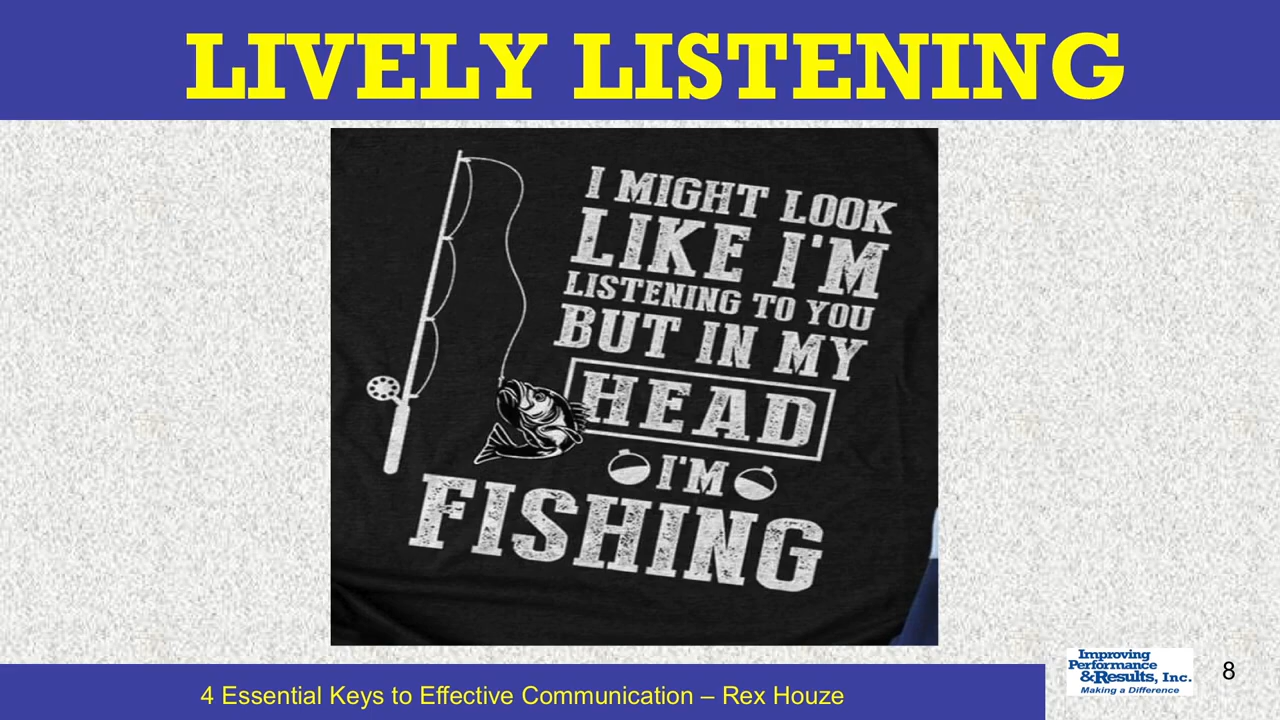 LIVELY LISTENING
I MIGHT LOOK
LIKE I'M
LISTENING TO YOU
BUT IN MY
HEAD
I'M
FISHING
4 Essential Keys to Effective Communication – Rex Houze
Improving
Performance
&Results, Inc.
Making a Difference
8